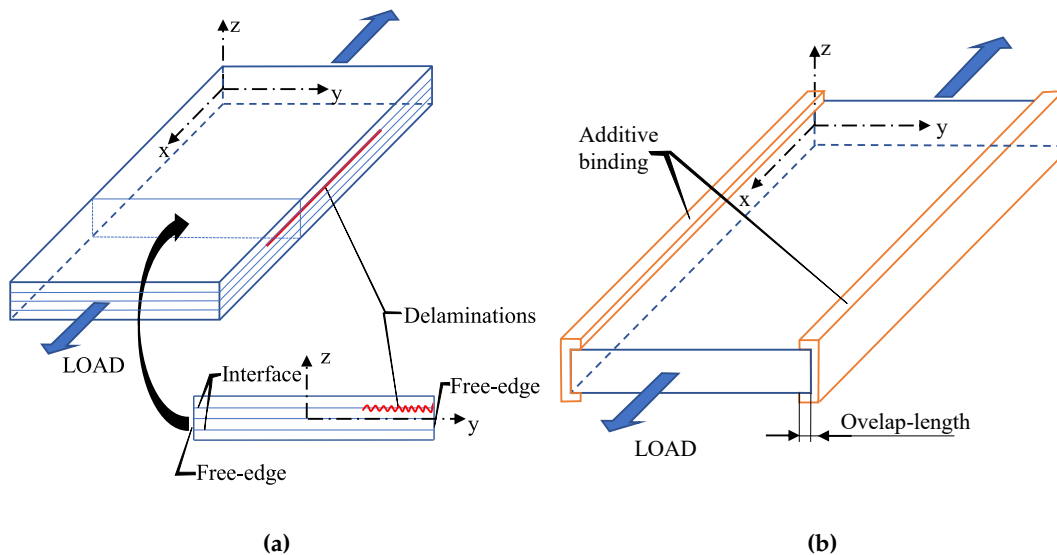 z
y
x
LOAD
Delaminations
Interface
z
Free-edge
y
Free-edge
(a)
z
Additive
binding
y
x
Ovelap-length
LOAD
(b)